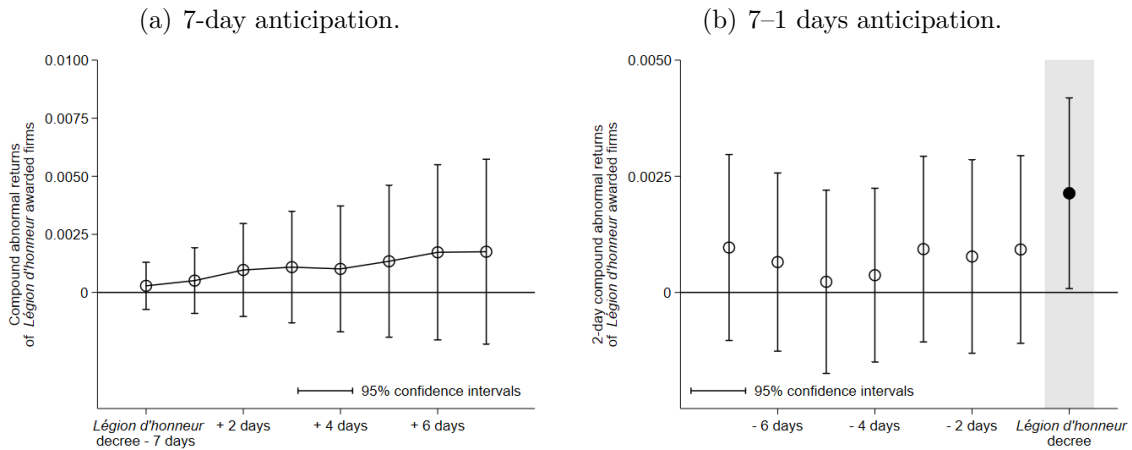 (a) 7-day anticipation.
0.0100
0.0075
0.0050
0.0025
0
Compound abnormal returns
of Légion d'honneur awarded firms
95% confidence intervals
Légion d'honneur
decree - 7 days
+ 2 days
+ 4 days
+ 6 days
(b) 7–1 days anticipation.
0.0050
0.0025
0
2-day compound abnormal returns
of Légion d'honneur awarded firms
95% confidence intervals
- 6 days
- 4 days
- 2 days
Légion d'honneur
decree